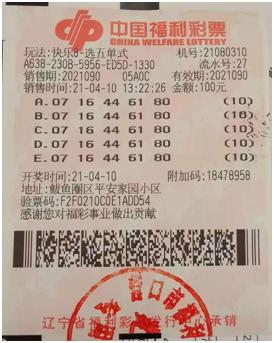 中国福利彩票
CHINA WELFARE LOTTERY
玩法:快乐8-选五单式 机号:21080310
A638-230B-5956-ED5D-1330 流水号:27
销售期:2021090 05A0C 有效期:2021090
销售时间:21-04-10 13:22:26 金额:100元
A.07 16 44 61 80 (10)
B.07 16 44 61 80 (10)
C.07 16 44 61 80 (10)
D.07 16 44 61 80 (10)
E.07 16 44 61 80 (10)
开奖时间:21-04-10 附加码:18478958
地址:鲅鱼圈区平安家园小区
验票码:F2F0210C0E1ADD54
感谢您对福彩事业做出贡献
营口市福利
辽宁省福利彩票发行中心承销